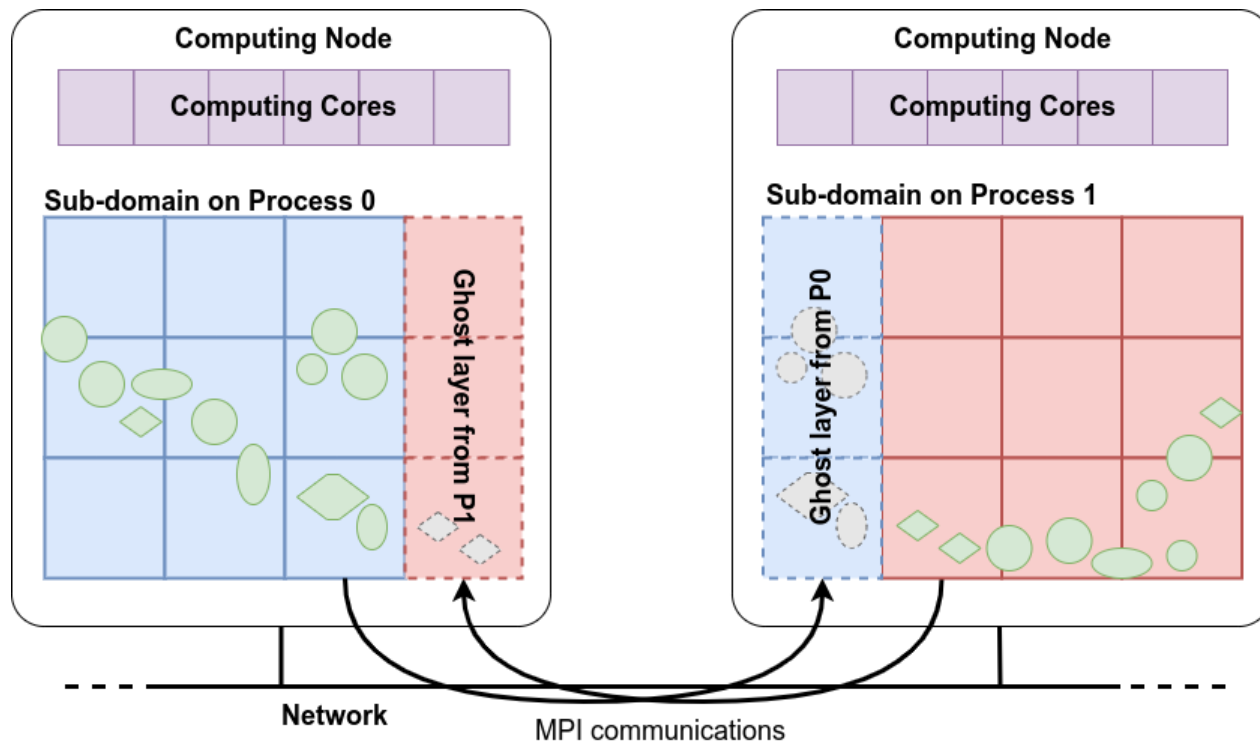 Computing Node
Computing Cores
Sub-domain on Process 0
Ghost layer from P1
Computing Node
Computing Cores
Sub-domain on Process 1
Ghost layer from P0
Network
MPI communications